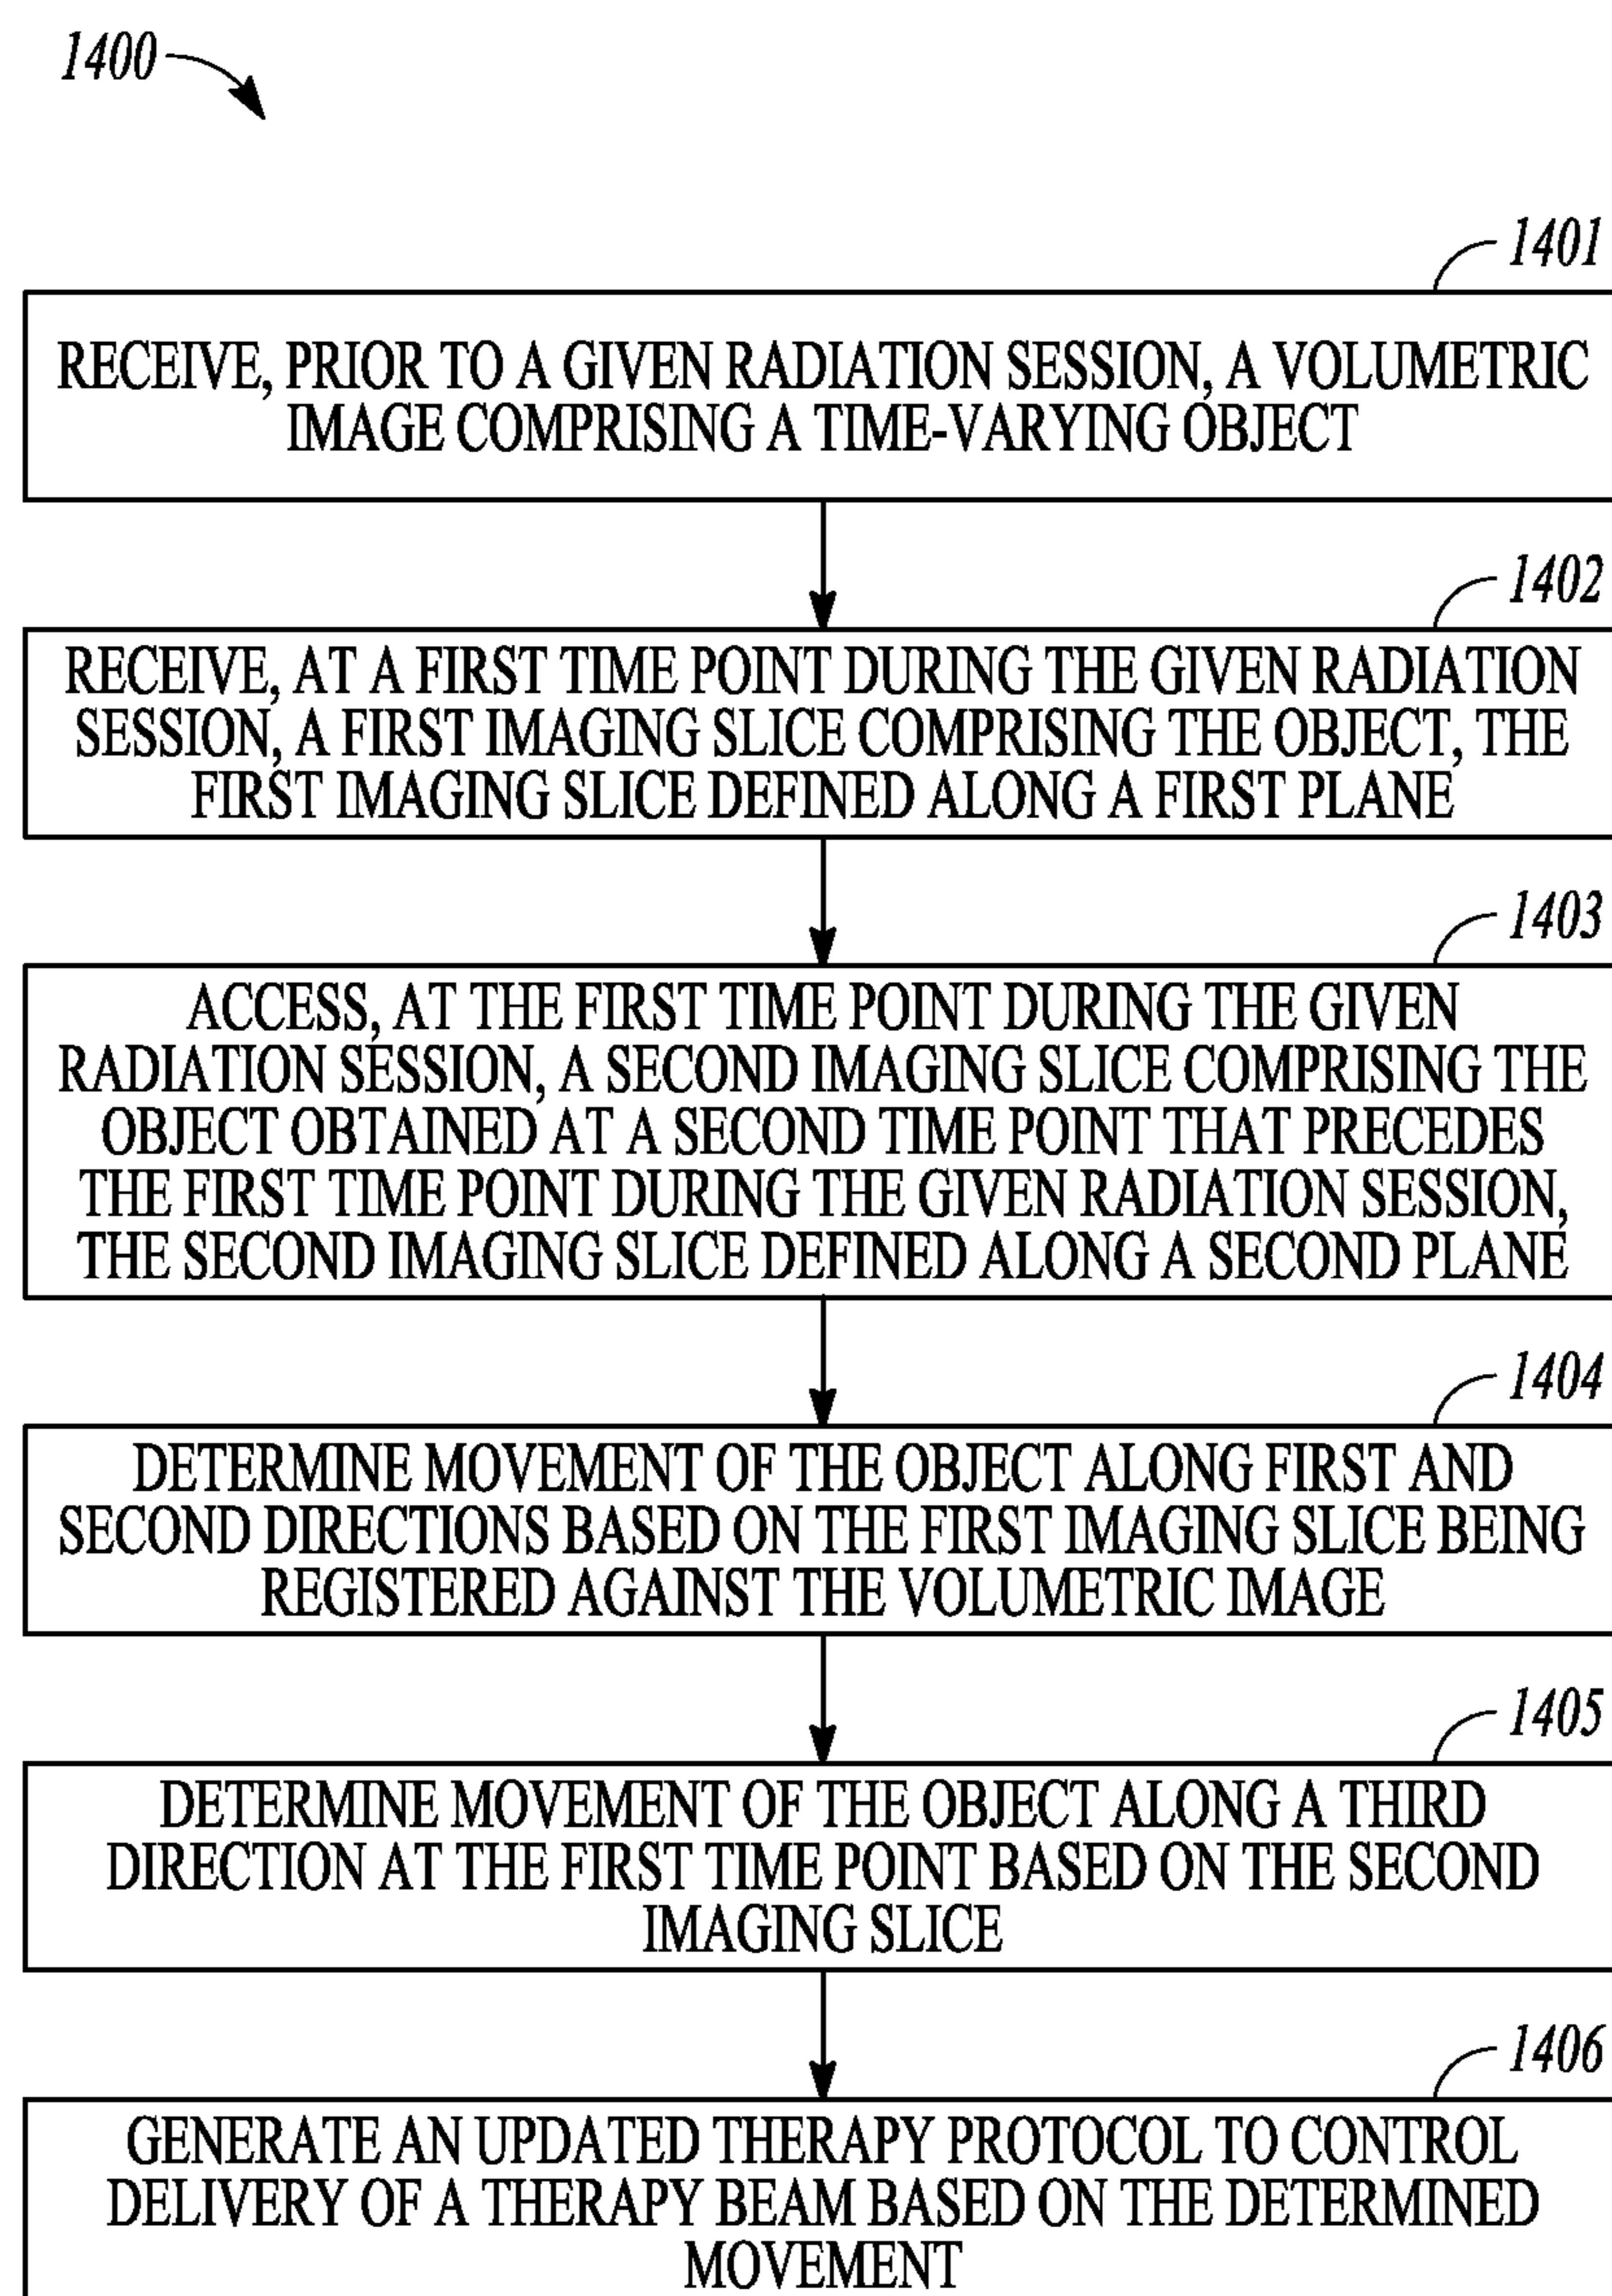 1400
1401
RECEIVE, PRIOR TO A GIVEN RADIATION SESSION, A VOLUMETRIC
IMAGE COMPRISING A TIME-VARYING OBJECT
1402
RECEIVE, AT A FIRST TIME POINT DURING THE GIVEN RADIATION
SESSION, A FIRST IMAGING SLICE COMPRISING THE OBJECT, THE
FIRST IMAGING SLICE DEFINED ALONG A FIRST PLANE
1403
ACCESS, AT THE FIRST TIME POINT DURING THE GIVEN
RADIATION SESSION, A SECOND IMAGING SLICE COMPRISING THE
OBJECT OBTAINED AT A SECOND TIME POINT THAT PRECEDES
THE FIRST TIME POINT DURING THE GIVEN RADIATION SESSION,
THE SECOND IMAGING SLICE DEFINED ALONG A SECOND PLANE
1404
DETERMINE MOVEMENT OF THE OBJECT ALONG FIRST AND
SECOND DIRECTIONS BASED ON THE FIRST IMAGING SLICE BEING
REGISTERED AGAINST THE VOLUMETRIC IMAGE
1405
DETERMINE MOVEMENT OF THE OBJECT ALONG A THIRD
DIRECTION AT THE FIRST TIME POINT BASED ON THE SECOND
IMAGING SLICE
1406
GENERATE AN UPDATED THERAPY PROTOCOL TO CONTROL
DELIVERY OF A THERAPY BEAM BASED ON THE DETERMINED
MOVEMENT